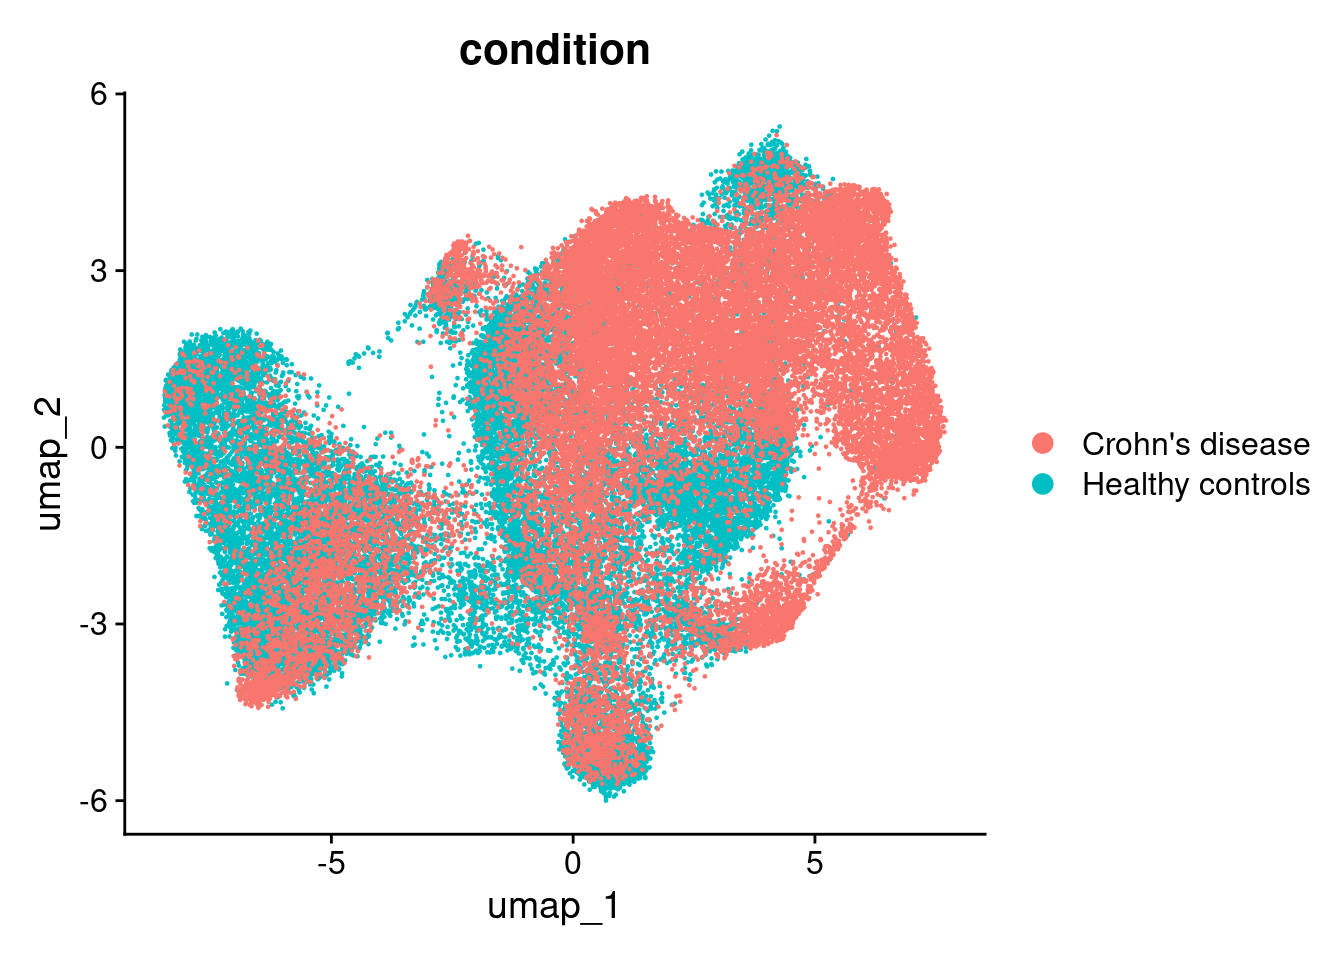 condition
6
3
0
-3
-6
umap_2
-5
0
5
umap_1
Crohn's disease
Healthy controls